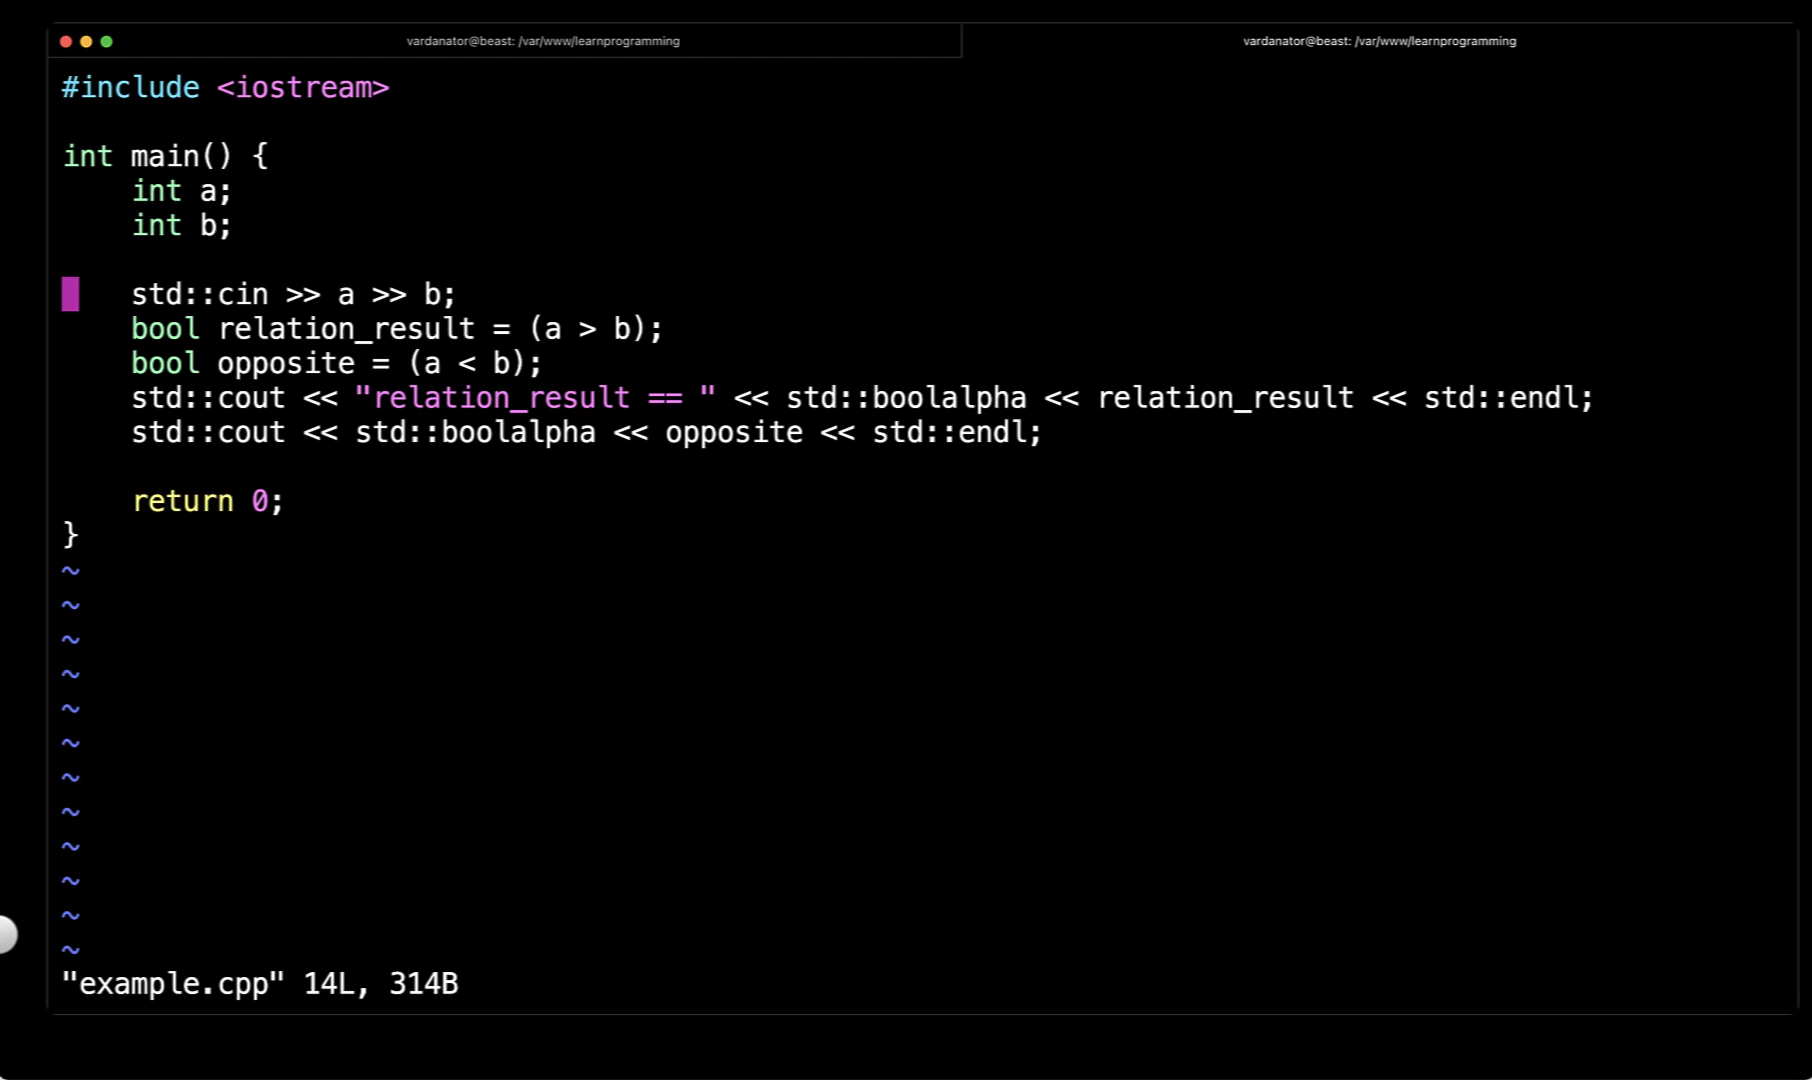 vardanator@beast: /var/www/learnprogramming
vardanator@beast: /var/www/learnprogramming
#include <iostream>
int main() {
    int a;
    int b;
    std::cin >> a >> b;
    bool relation_result = (a > b);
    bool opposite = (a < b);
    std::cout << "relation_result == " << std::boolalpha << relation_result << std::endl;
    std::cout << std::boolalpha << opposite << std::endl;
    return 0;
}
~
~
~
~
~
~
~
~
~
~
~
~
"example.cpp" 14L, 314B